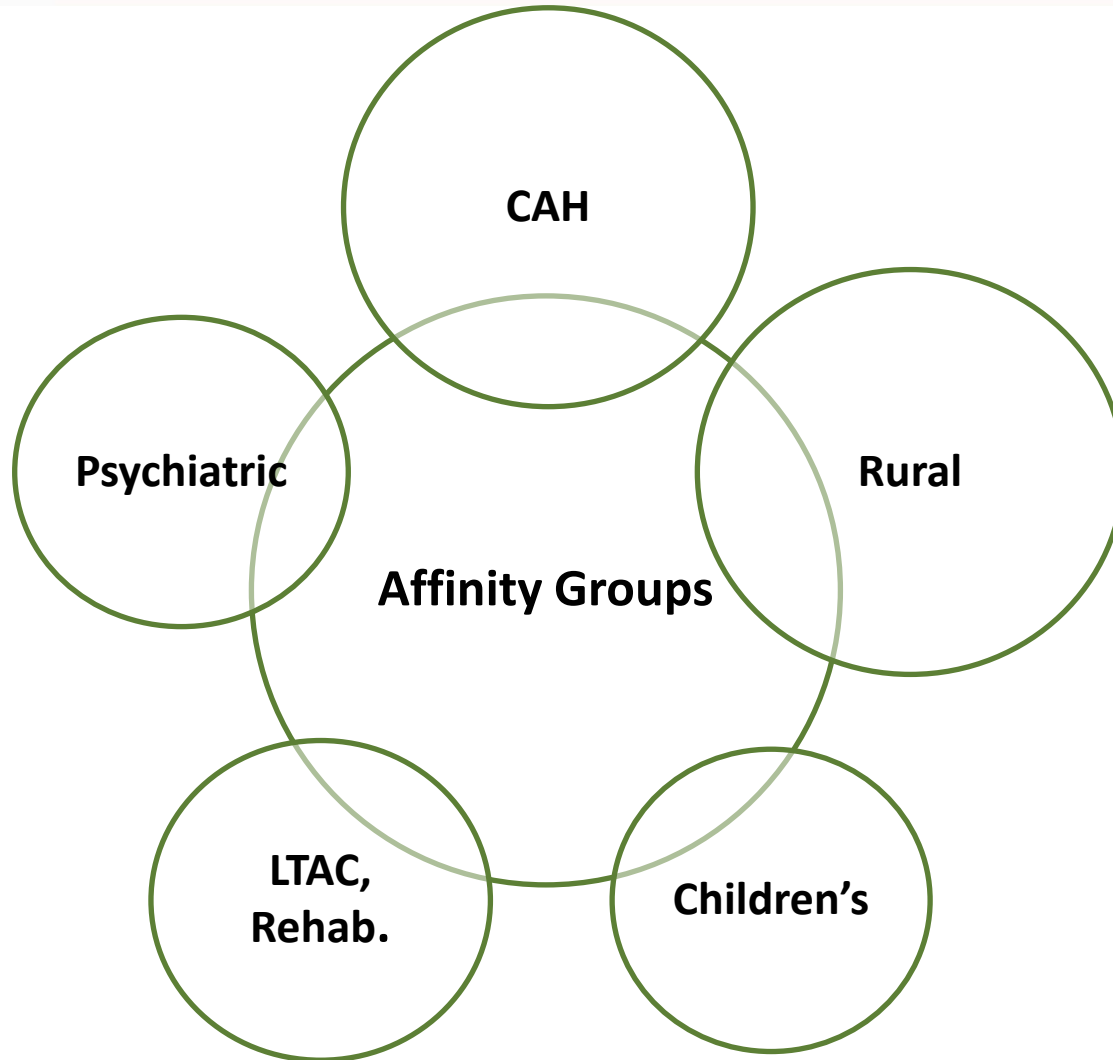 CAH
Psychiatric
Rural
Affinity Groups
LTAC,
Rehab.
Children’s